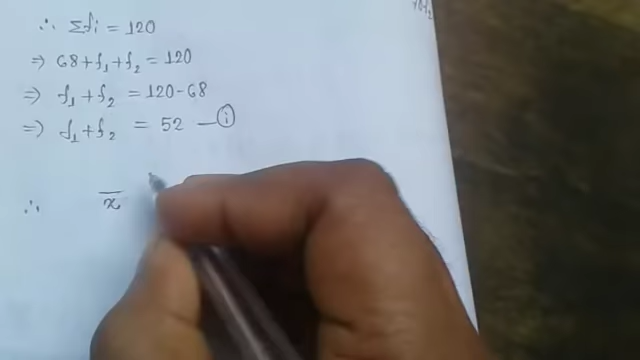 ∴ Σfi = 120
⇒ 68 + f₁ + f₂ = 120
⇒ f₁ + f₂ = 120 - 68
⇒ f₁ + f₂ = 52 — (i)
∴ x̄